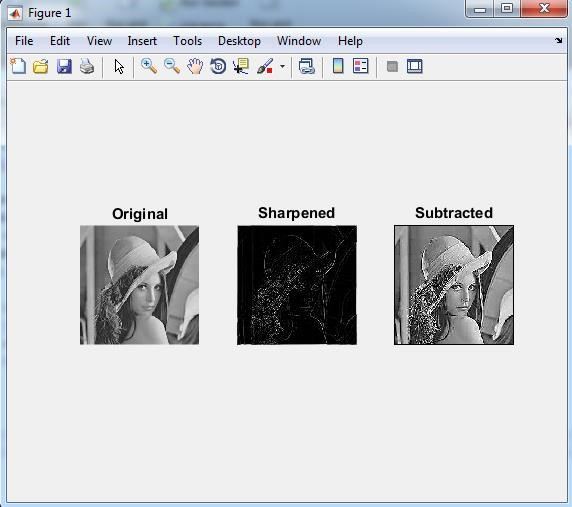 Figure 1
File Edit View Insert Tools Desktop Window Help
Original Sharpened Subtracted